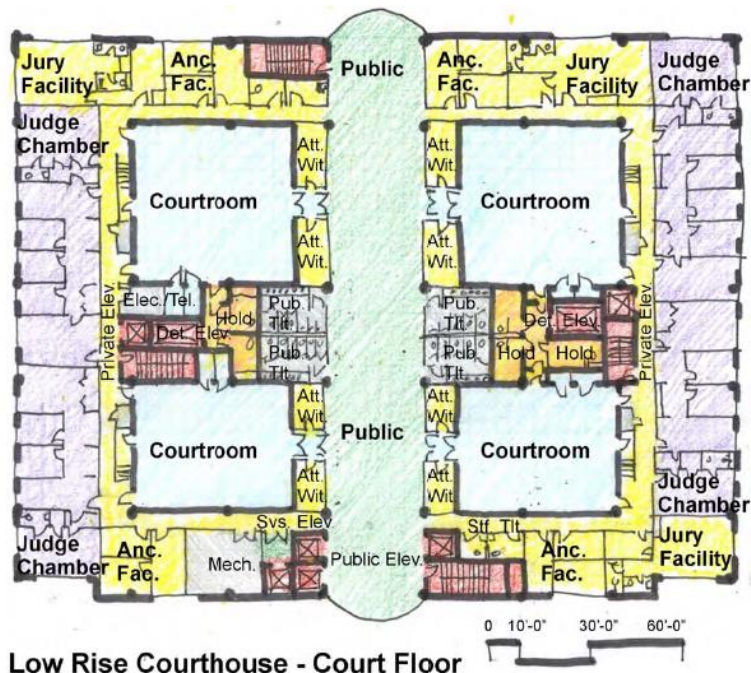 Public
Jury
Facility
Anc.
Fac.
Anc.
Fac.
Jury
Facility
Judge
Chamber
Judge
Chamber
Att.
Wit.
Att.
Wit.
Courtroom
Courtroom
Att.
Wit.
Att.
Wit.
Elec./Tel.
Hold
Pub.
Tlt.
Pub.
Tlt.
Det. Elev.
Det. Elev.
Private Elev.
Private Elev.
Pub.
Tlt.
Pub.
Tlt.
Hold
Hold
Att.
Wit.
Att.
Wit.
Public
Courtroom
Courtroom
Att.
Wit.
Att.
Wit.
Judge
Chamber
Svs. Elev.
Stf. Tlt.
Judge
Chamber
Anc.
Fac.
Mech.
Public Elev.
Anc.
Fac.
Jury
Facility
0 10'-0" 30'-0" 60'-0"
Low Rise Courthouse - Court Floor